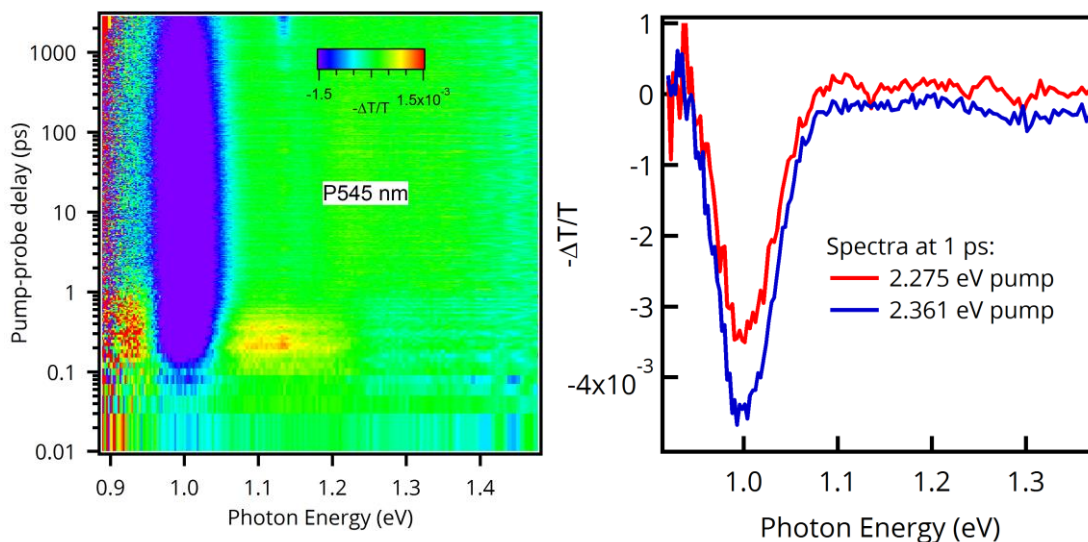 1000
100
10
1
0.1
0.01
Pump-probe delay (ps)
-1.5
1.5x10-3
-ΔT/T
P545 nm
0.9
1.0
1.1
1.2
1.3
1.4
Photon Energy (eV)
1
0
-1
-2
-3
-4x10-3
-ΔT/T
Spectra at 1 ps:
2.275 eV pump
2.361 eV pump
1.0
1.1
1.2
1.3
Photon Energy (eV)